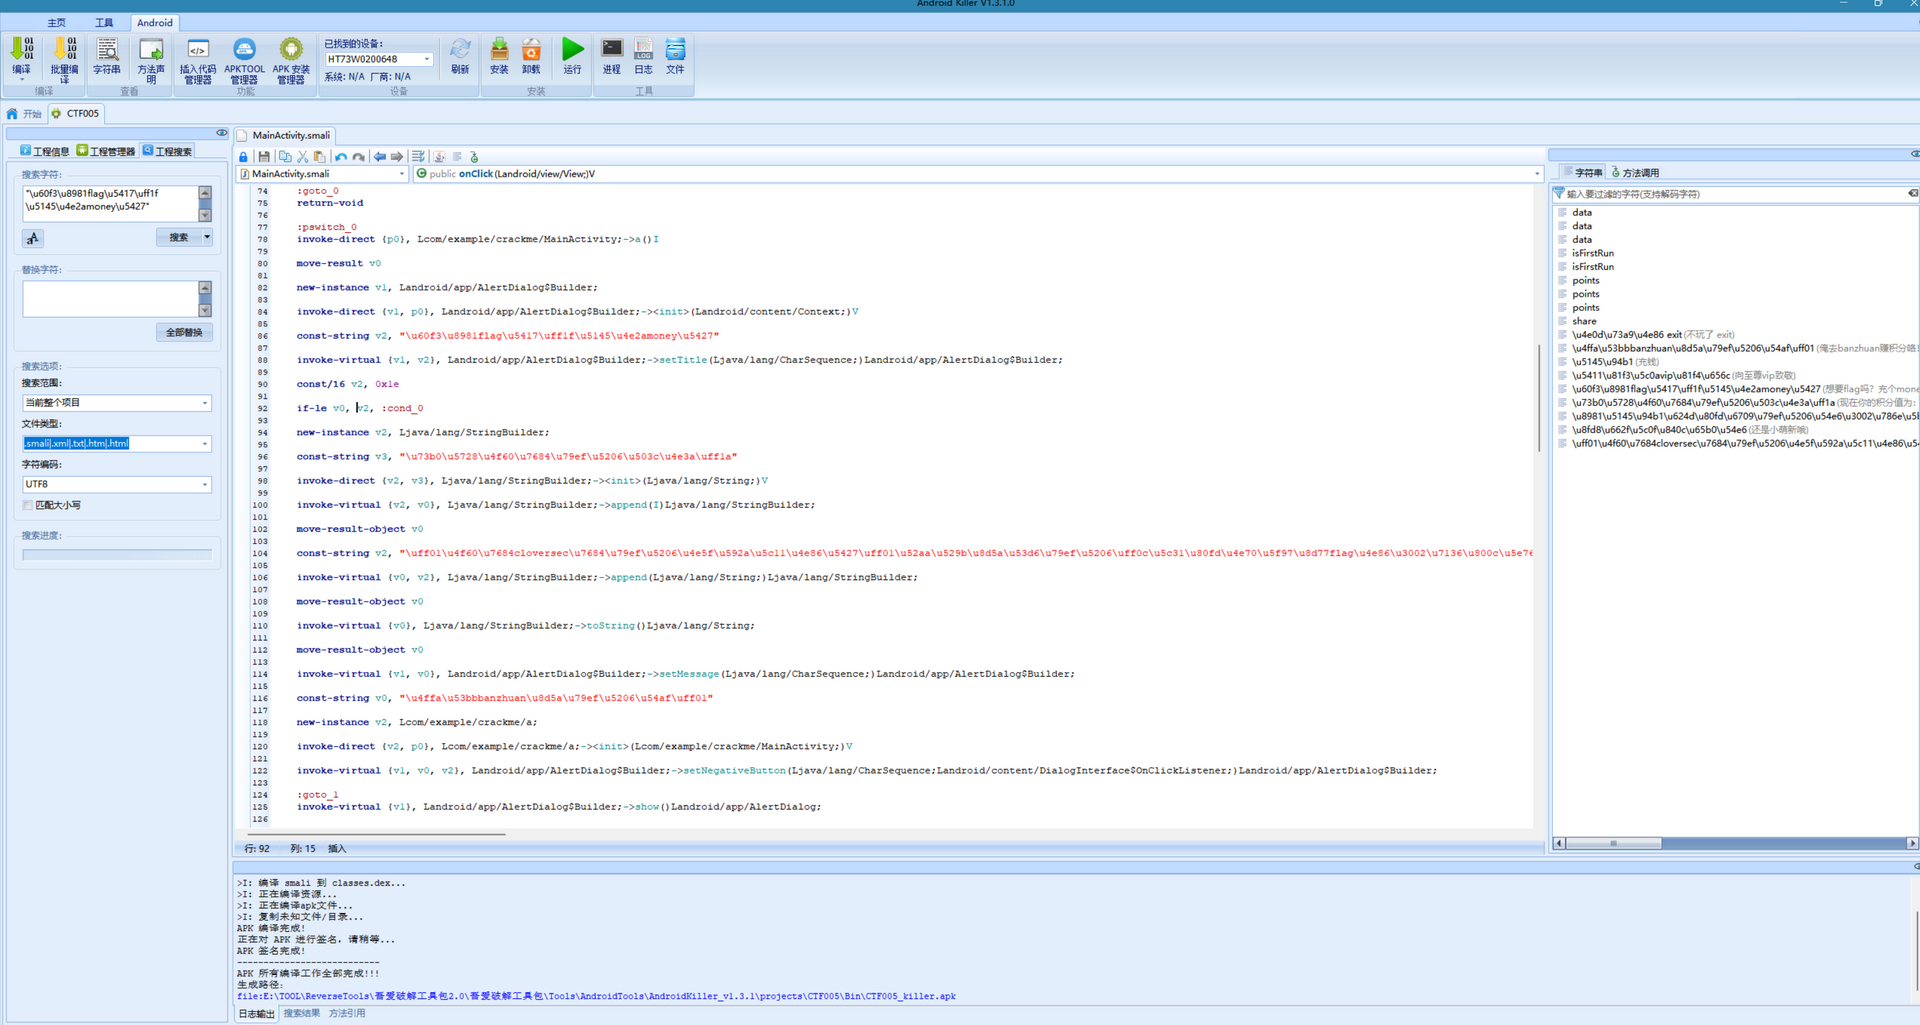 Android Killer V1.3.1.0
主页 工具 Android
编译 批量编译 字符串 方法声明 插入代码管理器 APKTOOL管理器 APK 安装管理器 已找到的设备: HT73W0200648 系统: N/A 厂商: N/A 刷新 安装 卸载 运行 进程 日志 文件
编译 查看 功能 设备 安装 工具
开始 CTF005
工程信息 工程管理器 工程搜索
搜索字符:
"\u60f3\u8981flag\u5417\uff1f
\u5145\u4e2amoney\u5427"
搜索
替换字符:
全部替换
搜索选项:
搜索范围:
当前整个项目
文件类型:
.smali|.xml|.txt|.htm|.html
字符编码:
UTF8
匹配大小写
搜索进度:
MainActivity.smali
MainActivity.smali public onClick(Landroid/view/View;)V
74 :goto_0
75 return-void
76
77 :pswitch_0
78 invoke-direct {p0}, Lcom/example/crackme/MainActivity;->a()I
79
80 move-result v0
81
82 new-instance v1, Landroid/app/AlertDialog$Builder;
83
84 invoke-direct {v1, p0}, Landroid/app/AlertDialog$Builder;-><init>(Landroid/content/Context;)V
85
86 const-string v2, "\u60f3\u8981flag\u5417\uff1f\u5145\u4e2amoney\u5427"
87
88 invoke-virtual {v1, v2}, Landroid/app/AlertDialog$Builder;->setTitle(Ljava/lang/CharSequence;)Landroid/app/AlertDialog$Builder;
89
90 const/16 v2, 0x1e
91
92 if-le v0, v2, :cond_0
93
94 new-instance v2, Ljava/lang/StringBuilder;
95
96 const-string v3, "\u73b0\u5728\u4f60\u7684\u79ef\u5206\u503c\u4e3a\uff1a"
97
98 invoke-direct {v2, v3}, Ljava/lang/StringBuilder;-><init>(Ljava/lang/String;)V
99
100 invoke-virtual {v2, v0}, Ljava/lang/StringBuilder;->append(I)Ljava/lang/StringBuilder;
101
102 move-result-object v0
103
104 const-string v2, "\uff01\u4f60\u7684cloversec\u7684\u79ef\u5206\u4e5f\u592a\u5c11\u4e86\u5427\uff01\u52aa\u529b\u8d5a\u53d6\u79ef\u5206\uff0c\u5c31\u80fd\u4e70\u5f97\u8d77flag\u4e86\u3002\u7136\u800c\u5e76
105
106 invoke-virtual {v0, v2}, Ljava/lang/StringBuilder;->append(Ljava/lang/String;)Ljava/lang/StringBuilder;
107
108 move-result-object v0
109
110 invoke-virtual {v0}, Ljava/lang/StringBuilder;->toString()Ljava/lang/String;
111
112 move-result-object v0
113
114 invoke-virtual {v1, v0}, Landroid/app/AlertDialog$Builder;->setMessage(Ljava/lang/CharSequence;)Landroid/app/AlertDialog$Builder;
115
116 const-string v0, "\u4ffa\u53bbbanzhuan\u8d5a\u79ef\u5206\u54af\uff01"
117
118 new-instance v2, Lcom/example/crackme/a;
119
120 invoke-direct {v2, p0}, Lcom/example/crackme/a;-><init>(Lcom/example/crackme/MainActivity;)V
121
122 invoke-virtual {v1, v0, v2}, Landroid/app/AlertDialog$Builder;->setNegativeButton(Ljava/lang/CharSequence;Landroid/content/DialogInterface$OnClickListener;)Landroid/app/AlertDialog$Builder;
123
124 :goto_1
125 invoke-virtual {v1}, Landroid/app/AlertDialog$Builder;->show()Landroid/app/AlertDialog;
126
行: 92 列: 15 插入
字符串 方法调用
输入要过滤的字符(支持解码字符)
data
data
data
isFirstRun
isFirstRun
points
points
points
share
\u4e0d\u73a9\u4e86 exit (不玩了 exit)
\u4ffa\u53bbbanzhuan\u8d5a\u79ef\u5206\u54af\uff01 (俺去banzhuan赚积分咯!
\u5145\u94b1 (充钱)
\u5411\u81f3\u5c0avip\u81f4\u656c (向至尊vip致敬)
\u60f3\u8981flag\u5417\uff1f\u5145\u4e2amoney\u5427 (想要flag吗? 充个mone
\u73b0\u5728\u4f60\u7684\u79ef\u5206\u503c\u4e3a\uff1a (现在你的积分值为:
\u8981\u5145\u94b1\u624d\u80fd\u6709\u79ef\u5206\u54e6\u3002\u786e\u5b
\u8fd8\u662f\u5c0f\u840c\u65b0\u54e6 (还是小萌新哦)
\uff01\u4f60\u7684cloversec\u7684\u79ef\u5206\u4e5f\u592a\u5c11\u4e86\u54
>I: 编译 smali 到 classes.dex...
>I: 正在编译资源...
>I: 正在编译apk文件...
>I: 复制未知文件/目录...
APK 编译完成!
正在对 APK 进行签名，请稍等...
APK 签名完成!
--------------------------
APK 所有编译工作全部完成!!!
生成路径:
file:E:\TOOL\ReverseTools\吾爱破解工具包2.0\吾爱破解工具包\Tools\AndroidTools\AndroidKiller_v1.3.1\projects\CTF005\Bin\CTF005_killer.apk
日志输出 搜索结果 方法引用